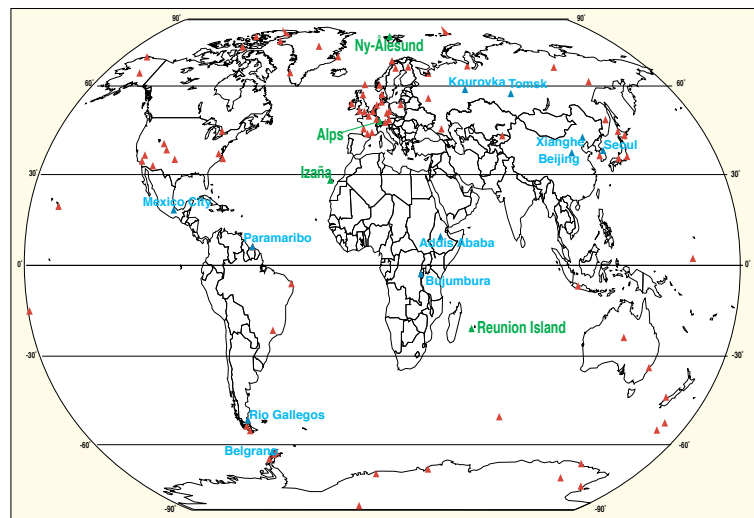 90°
Ny-Ålesund
60°
Kourovka
Tomsk
Alps
Xianghe
Seoul
Beijing
30°
Izaña
Mexico City
Paramaribo
Addis Ababa
0°
Bujumbura
Reunion Island
-30°
Rio Gallegos
-60°
Belgrano
-90°
90°
60°
30°
0°
-30°
-60°
-90°